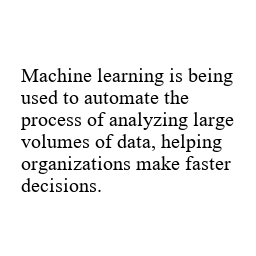 Machine learning is being
used to automate the
process of analyzing large
volumes of data, helping
organizations make faster
decisions.